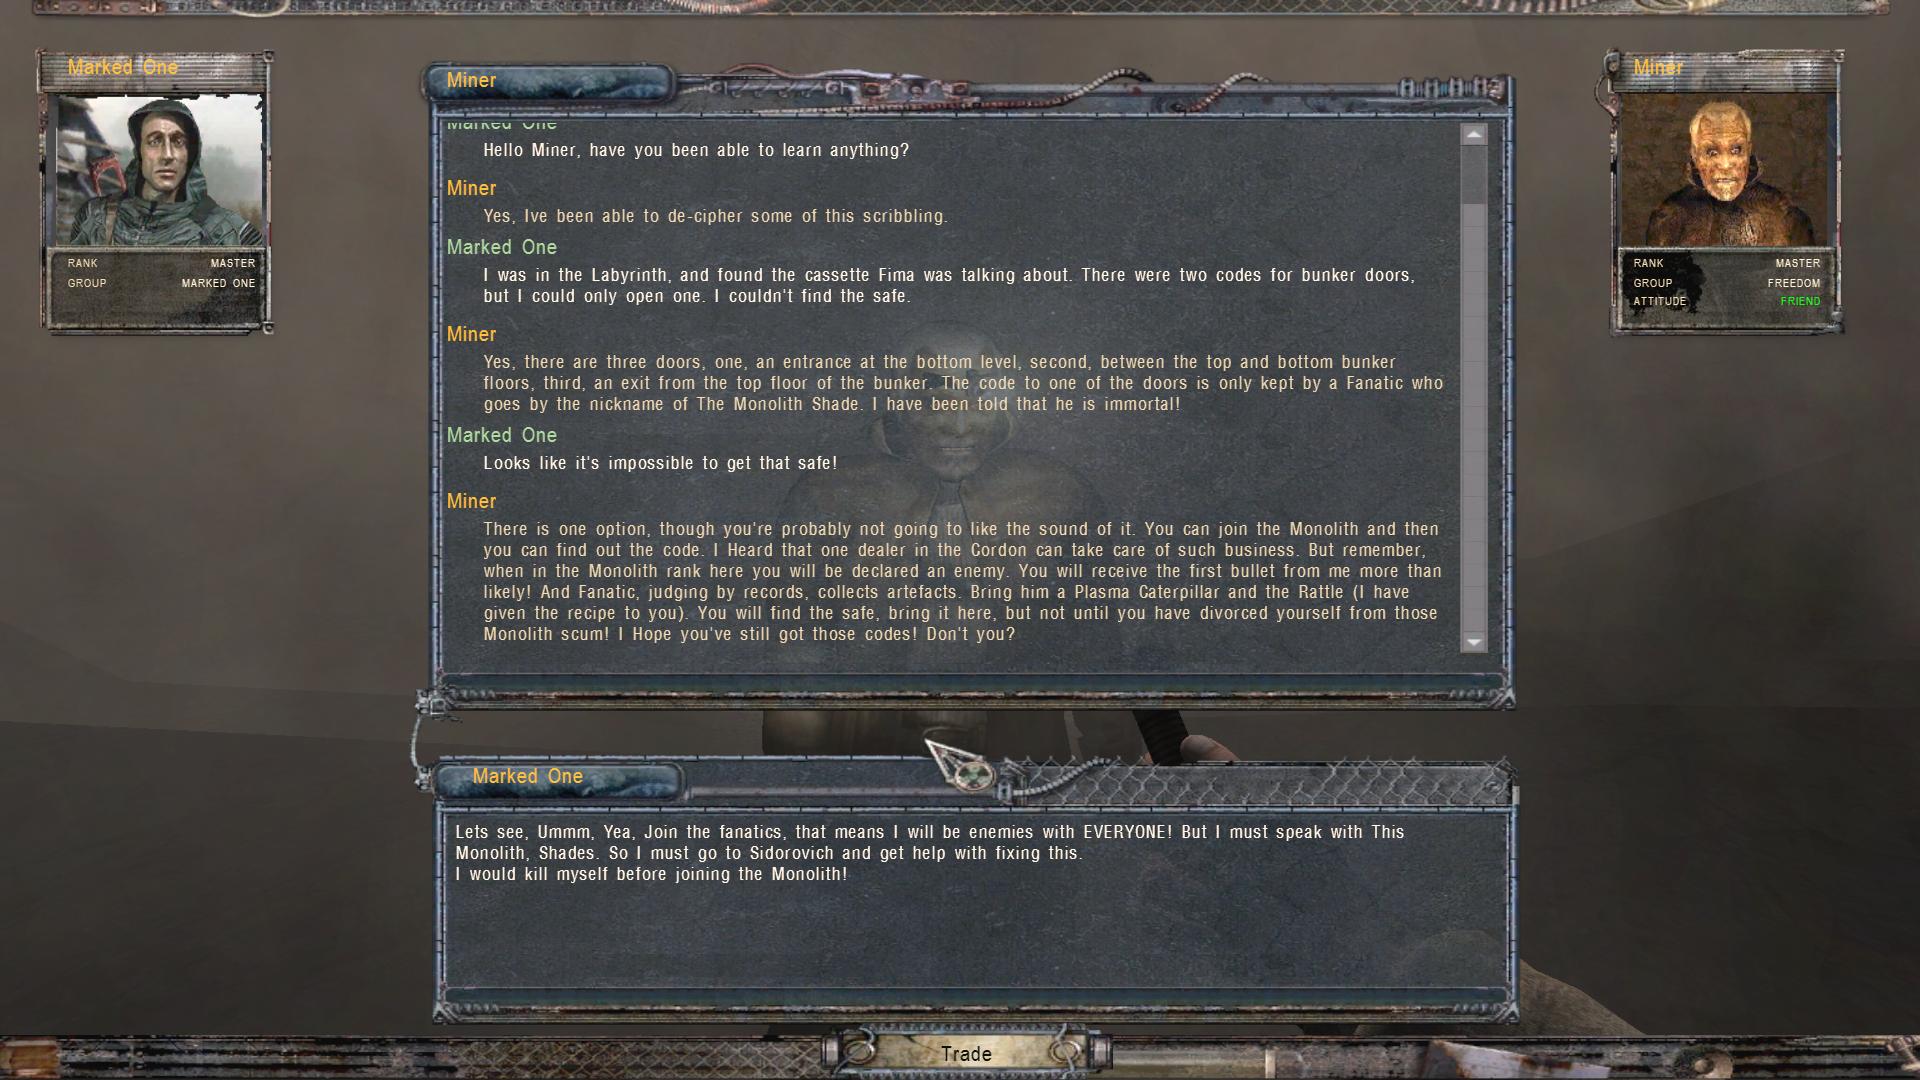 Marked One
RANK MASTER
GROUP MARKED ONE
Miner
Marked One
Hello Miner, have you been able to learn anything?
Miner
Yes, Ive been able to de-cipher some of this scribbling.
Marked One
I was in the Labyrinth, and found the cassette Fima was talking about. There were two codes for bunker doors,
but I could only open one. I couldn't find the safe.
Miner
Yes, there are three doors, one, an entrance at the bottom level, second, between the top and bottom bunker
floors, third, an exit from the top floor of the bunker. The code to one of the doors is only kept by a Fanatic who
goes by the nickname of The Monolith Shade. I have been told that he is immortal!
Marked One
Looks like it's impossible to get that safe!
Miner
There is one option, though you're probably not going to like the sound of it. You can join the Monolith and then
you can find out the code. I Heard that one dealer in the Cordon can take care of such business. But remember,
when in the Monolith rank here you will be declared an enemy. You will receive the first bullet from me more than
likely! And Fanatic, judging by records, collects artefacts. Bring him a Plasma Caterpillar and the Rattle (I have
given the recipe to you). You will find the safe, bring it here, but not until you have divorced yourself from those
Monolith scum! I Hope you've still got those codes! Don't you?
Miner
RANK MASTER
GROUP FREEDOM
ATTITUDE FRIEND
Marked One
Lets see, Ummm, Yea, Join the fanatics, that means I will be enemies with EVERYONE! But I must speak with This
Monolith, Shades. So I must go to Sidorovich and get help with fixing this.
I would kill myself before joining the Monolith!
Trade